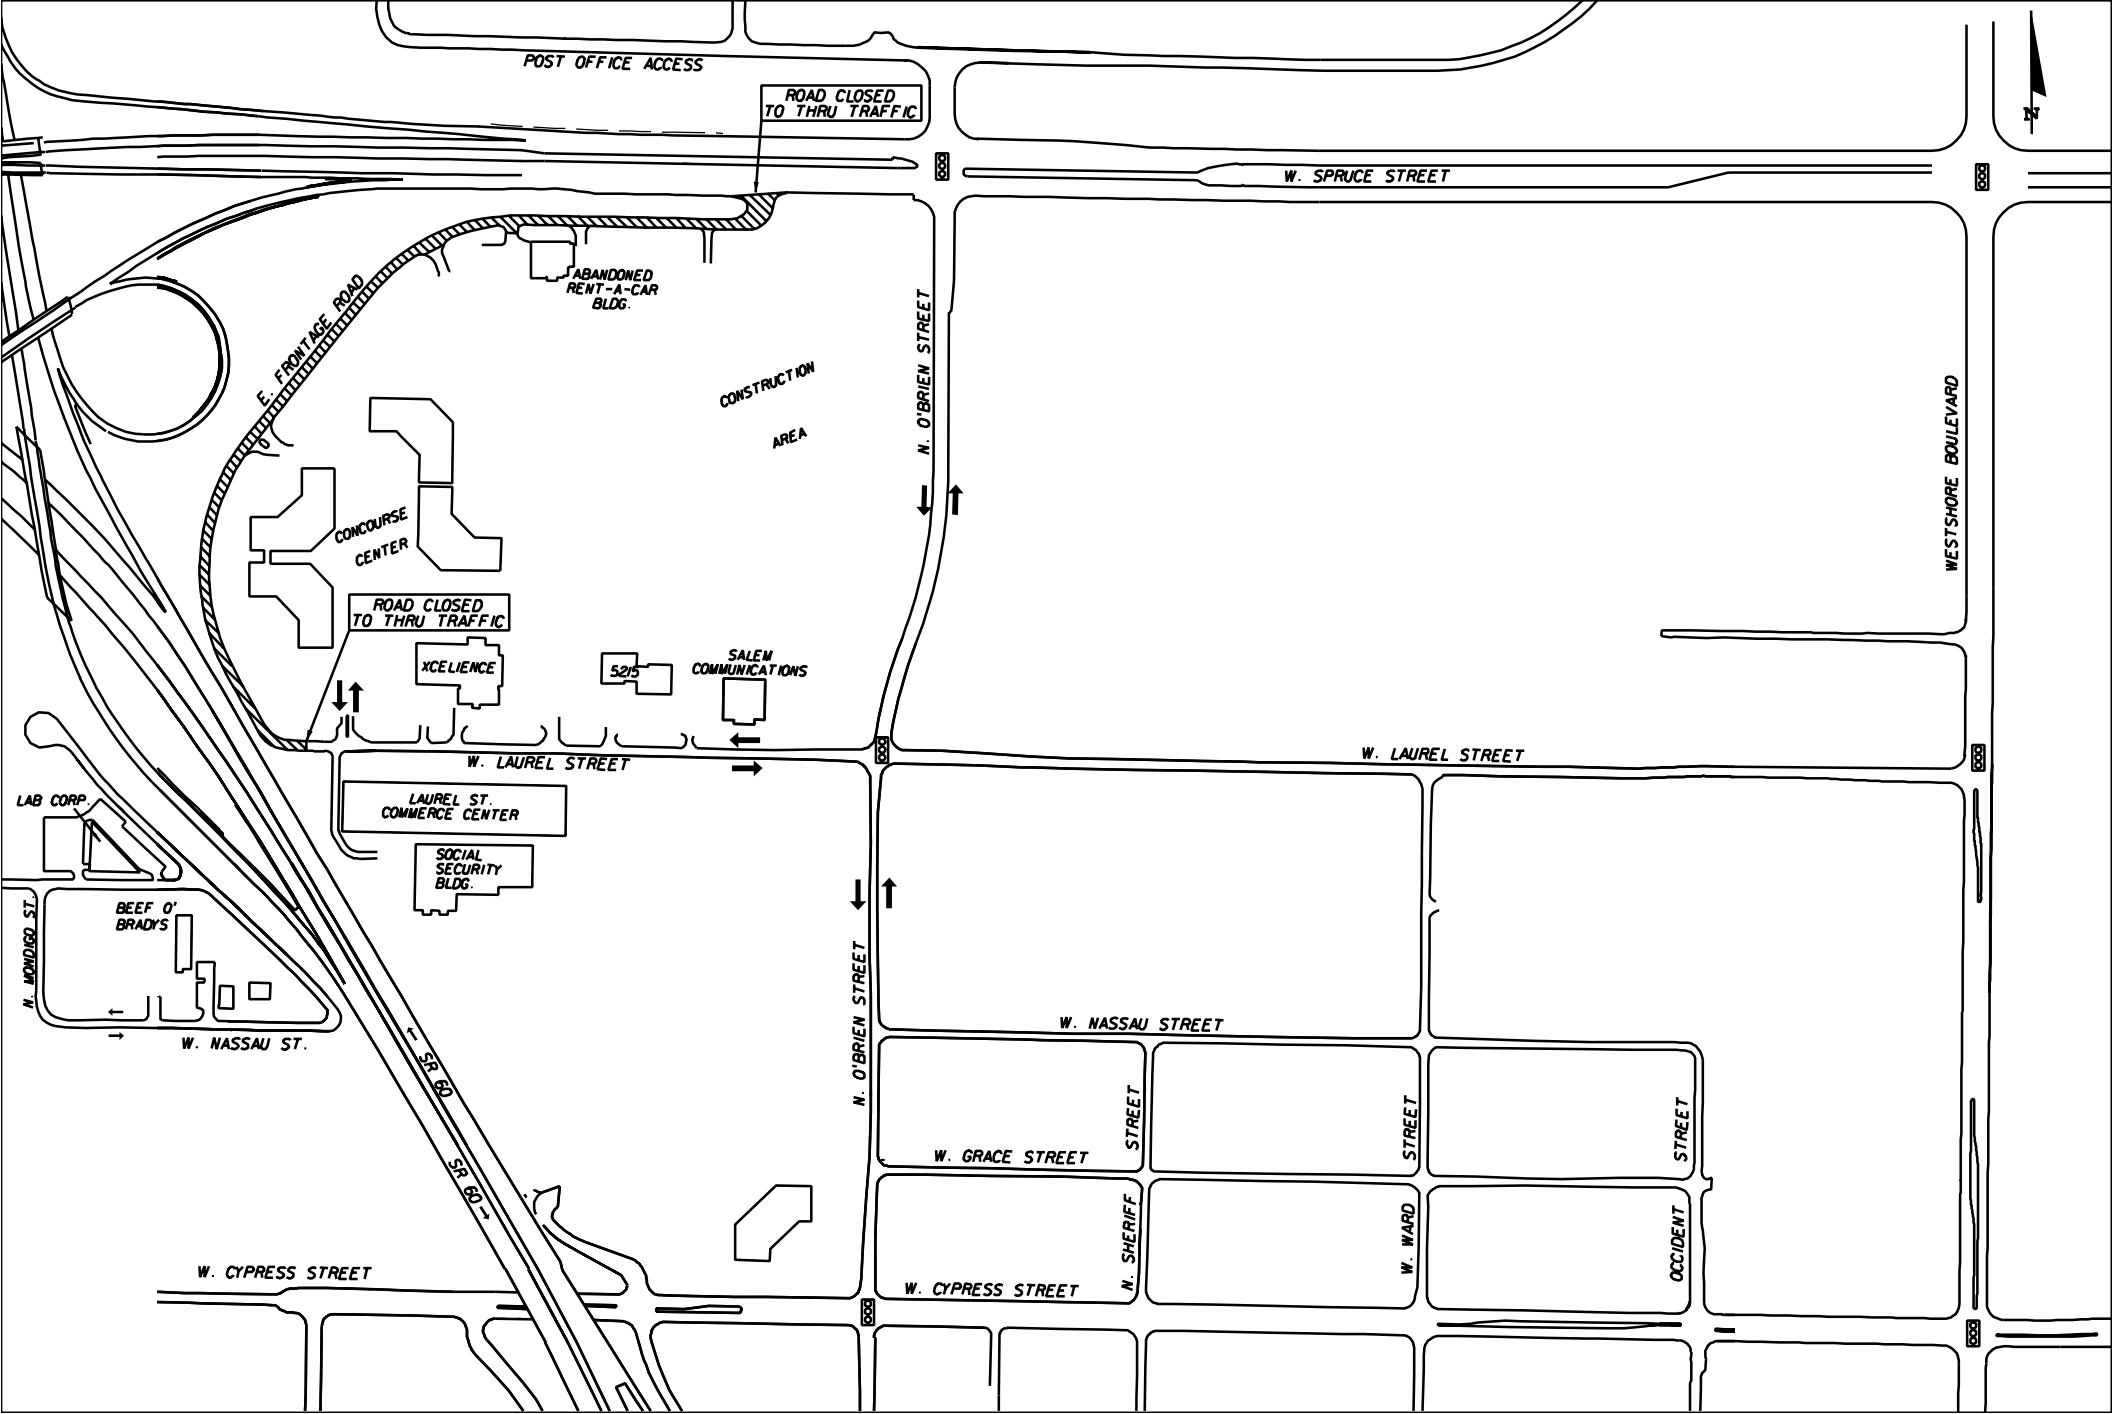 POST OFFICE ACCESS
ROAD CLOSED
TO THRU TRAFFIC
N
W. SPRUCE STREET
E. FRONTAGE ROAD
ABANDONED
RENT-A-CAR
BLDG.
N. O'BRIEN STREET
CONSTRUCTION
AREA
WESTSHORE BOULEVARD
CONCOURSE
CENTER
ROAD CLOSED
TO THRU TRAFFIC
XCELIENCE
5215
SALEM
COMMUNICATIONS
W. LAUREL STREET
W. LAUREL STREET
LAB CORP.
LAUREL ST.
COMMERCE CENTER
SOCIAL
SECURITY
BLDG.
N. MONDIGO ST.
BEEF O'
BRADYS
W. NASSAU ST.
N. O'BRIEN STREET
W. NASSAU STREET
SR 60
SR 60
W. GRACE STREET
N. SHERIFF STREET
W. WARD STREET
OCCIDENT STREET
W. CYPRESS STREET
W. CYPRESS STREET